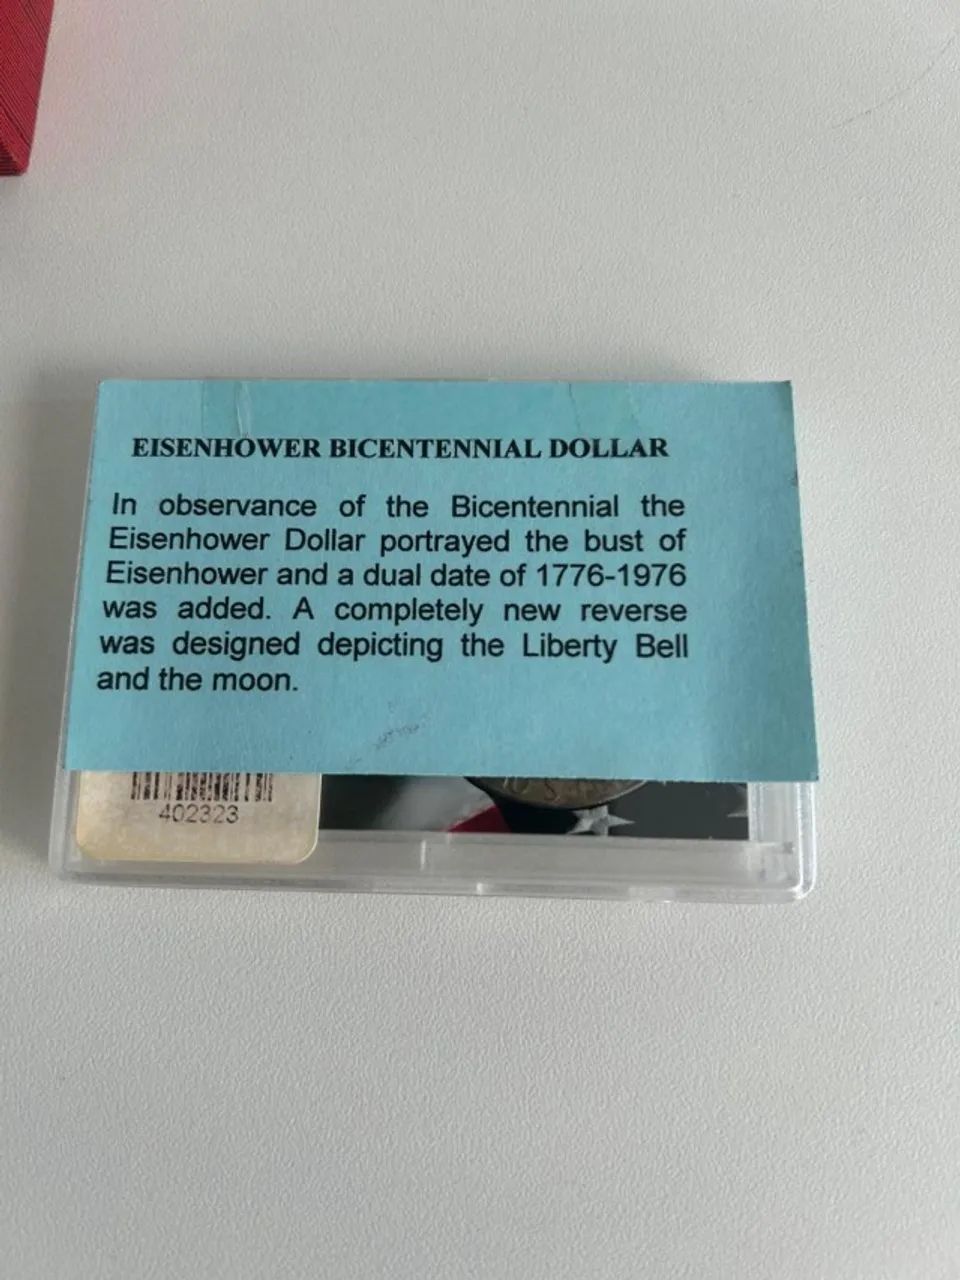 EISENHOWER BICENTENNIAL DOLLAR
In observance of the Bicentennial the
Eisenhower Dollar portrayed the bust of
Eisenhower and a dual date of 1776-1976
was added. A completely new reverse
was designed depicting the Liberty Bell
and the moon.
402323